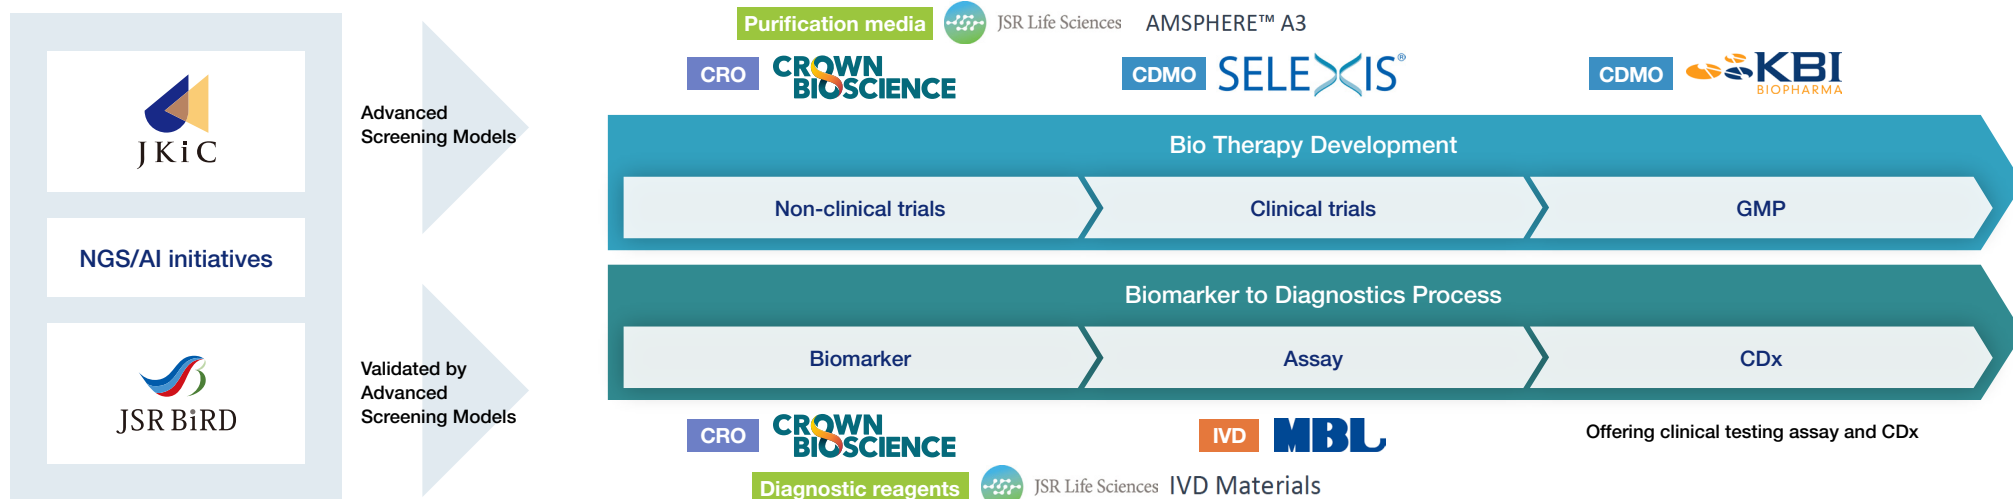 JKiC
NGS/AI initiatives
JSR BiRD
Advanced
Screening Models
Validated by
Advanced
Screening Models
Purification media JSR Life Sciences AMSPHERE™ A3
CRO CROWN
BIOSCIENCE
CDMO SELEXIS®
CDMO KBI
BIOPHARMA
Bio Therapy Development
Non-clinical trials
Clinical trials
GMP
Biomarker to Diagnostics Process
Biomarker
Assay
CDx
CRO CROWN
BIOSCIENCE
IVD MBL
Offering clinical testing assay and CDx
Diagnostic reagents JSR Life Sciences IVD Materials